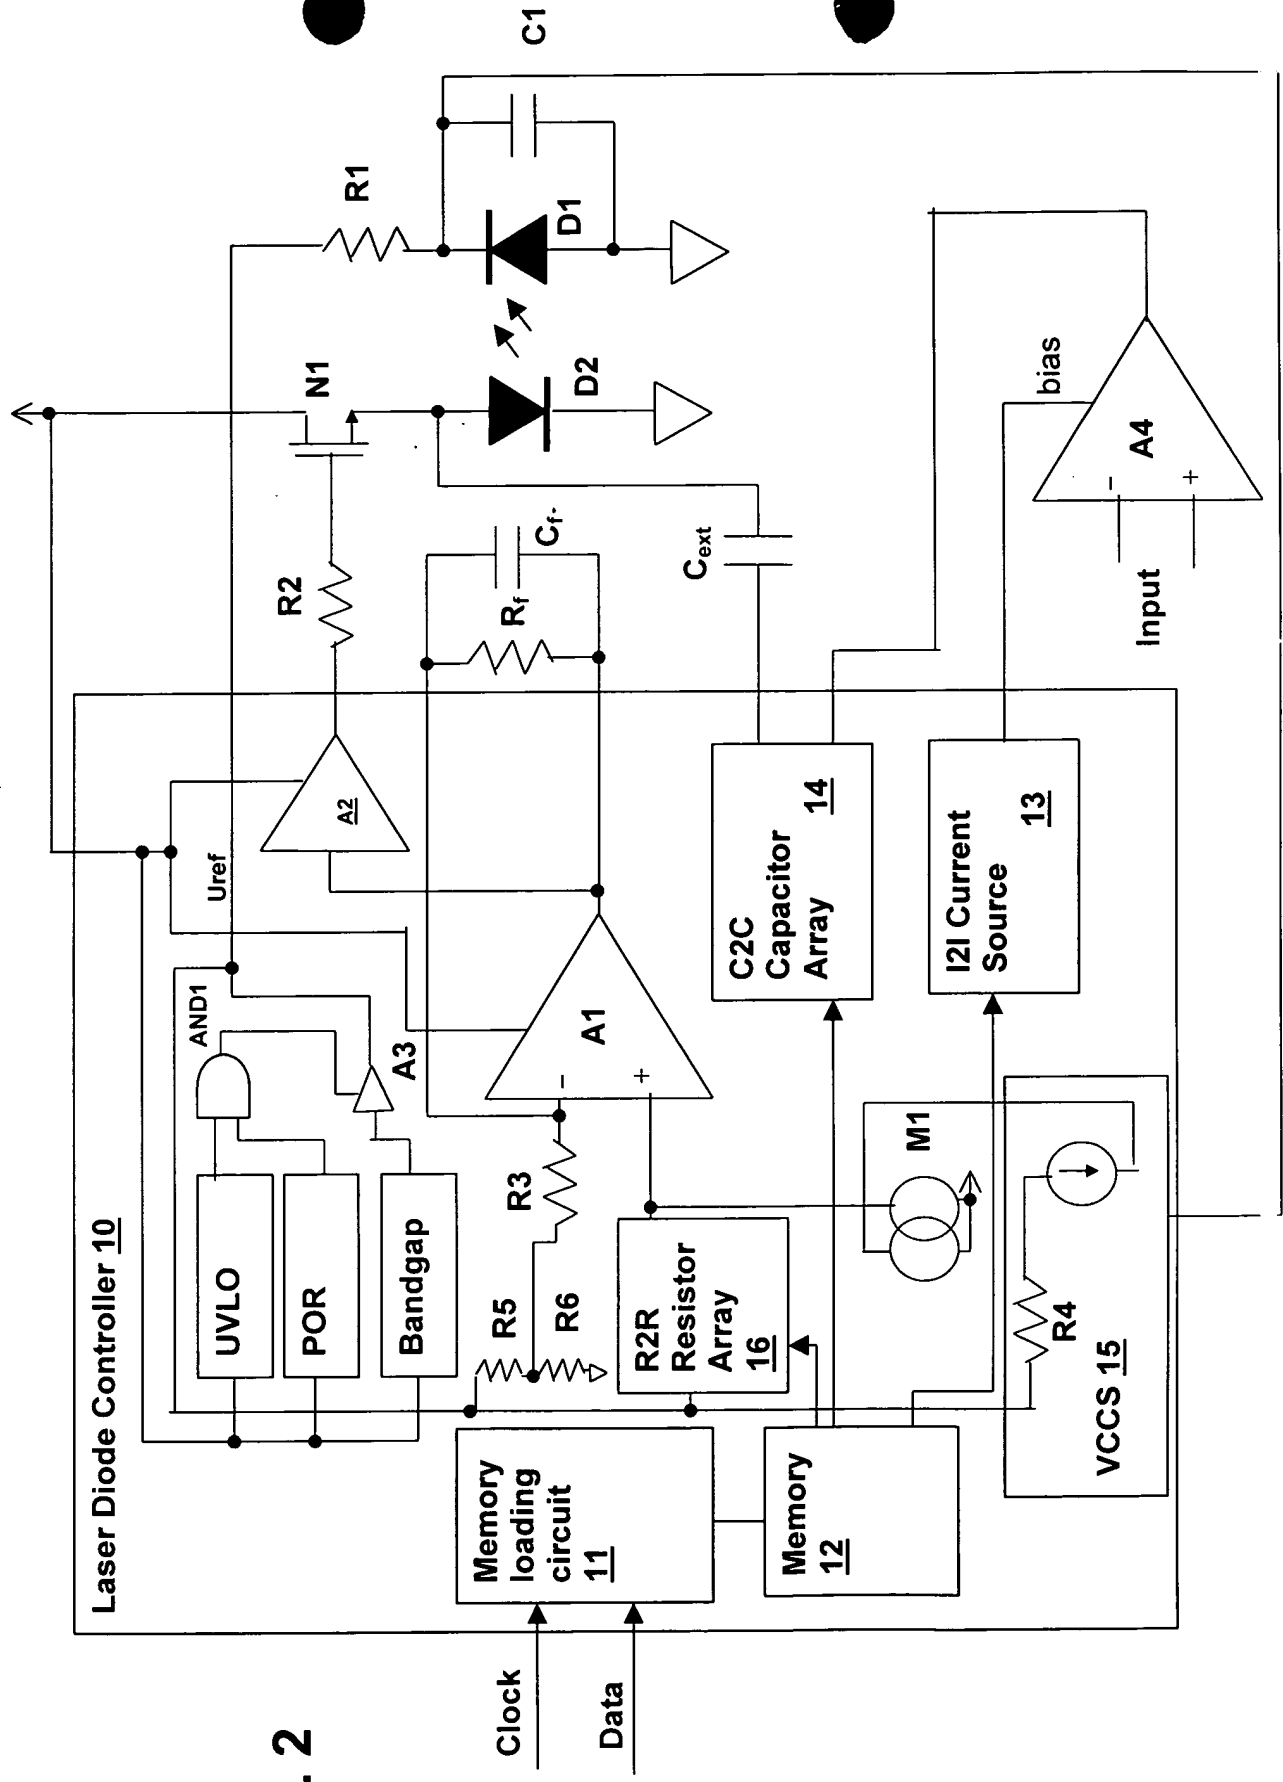 . 2
Laser Diode Controller 10
Clock
Data
Memory
loading
circuit
11
Memory
12
UVLO
POR
Bandgap
AND1
A3
Uref
A2
R2
N1
R1
C1
D1
D2
R5
R6
R3
A1
-
+
Rf
Cf-
Cext
R2R
Resistor
Array
16
M1
C2C
Capacitor
Array
14
I2I Current
Source
13
R4
VCCS 15
A4
-
+
bias
Input